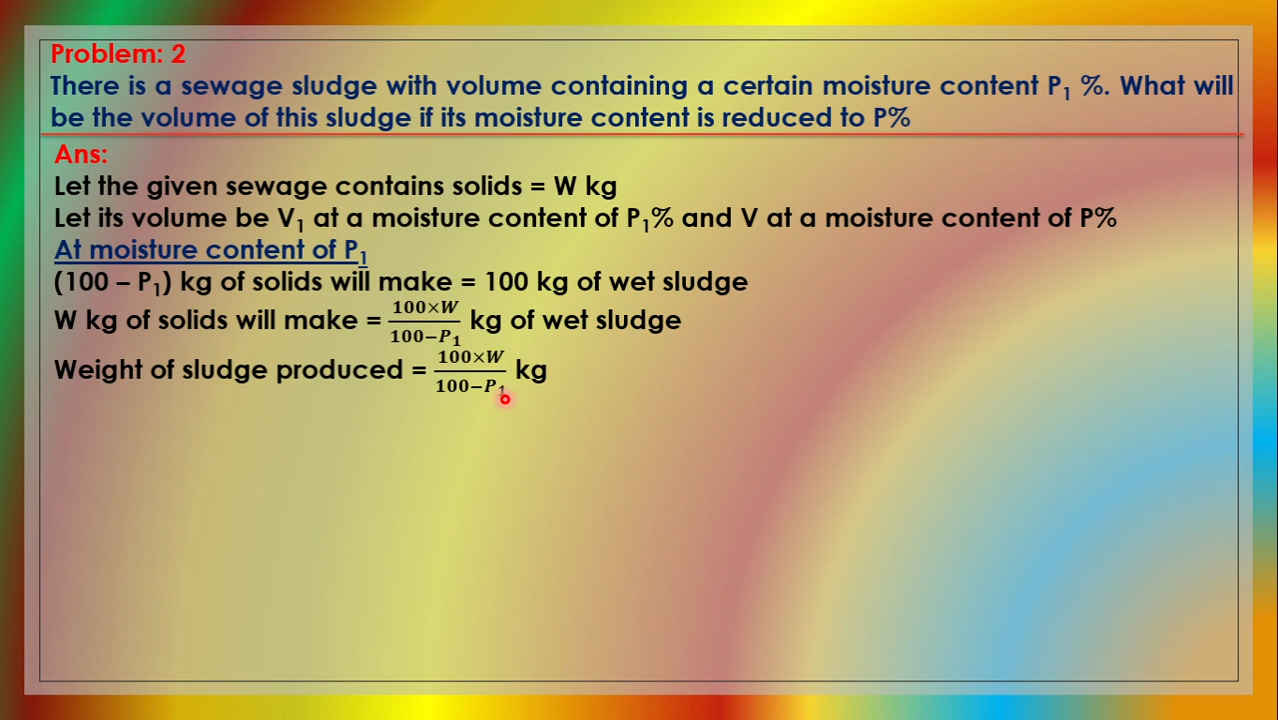 Problem: 2
There is a sewage sludge with volume containing a certain moisture content P₁ %. What will
be the volume of this sludge if its moisture content is reduced to P%
Ans:
Let the given sewage contains solids = W kg
Let its volume be V₁ at a moisture content of P₁% and V at a moisture content of P%
At moisture content of P₁
(100 – P₁) kg of solids will make = 100 kg of wet sludge
W kg of solids will make = (100×W)/(100−P₁) kg of wet sludge
Weight of sludge produced = (100×W)/(100−P₁) kg